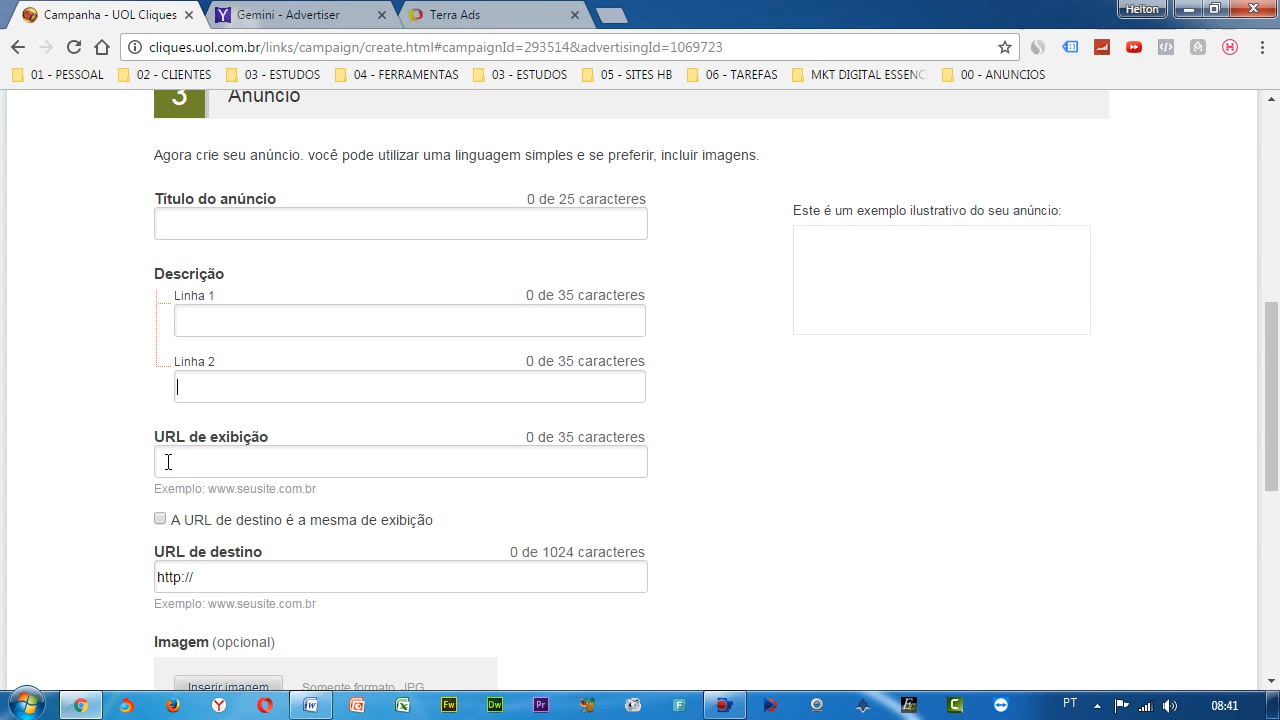 Campanha - UOL Cliques
Gemini - Advertiser
Terra Ads
Helton
cliques.uol.com.br/links/campaign/create.html#campaignId=293514&advertisingId=1069723
01 - PESSOAL
02 - CLIENTES
03 - ESTUDOS
04 - FERRAMENTAS
03 - ESTUDOS
05 - SITES HB
06 - TAREFAS
MKT DIGITAL ESSENC
00 - ANUNCIOS
3 Anúncio
Agora crie seu anúncio. você pode utilizar uma linguagem simples e se preferir, incluir imagens.
Título do anúncio
0 de 25 caracteres
Este é um exemplo ilustrativo do seu anúncio:
Descrição
Linha 1
0 de 35 caracteres
Linha 2
0 de 35 caracteres
URL de exibição
0 de 35 caracteres
Exemplo: www.seusite.com.br
A URL de destino é a mesma de exibição
URL de destino
0 de 1024 caracteres
http://
Exemplo: www.seusite.com.br
Imagem (opcional)
Inserir imagem
Somente formato .JPG
Fw
Dw
Pr
PT
08:41